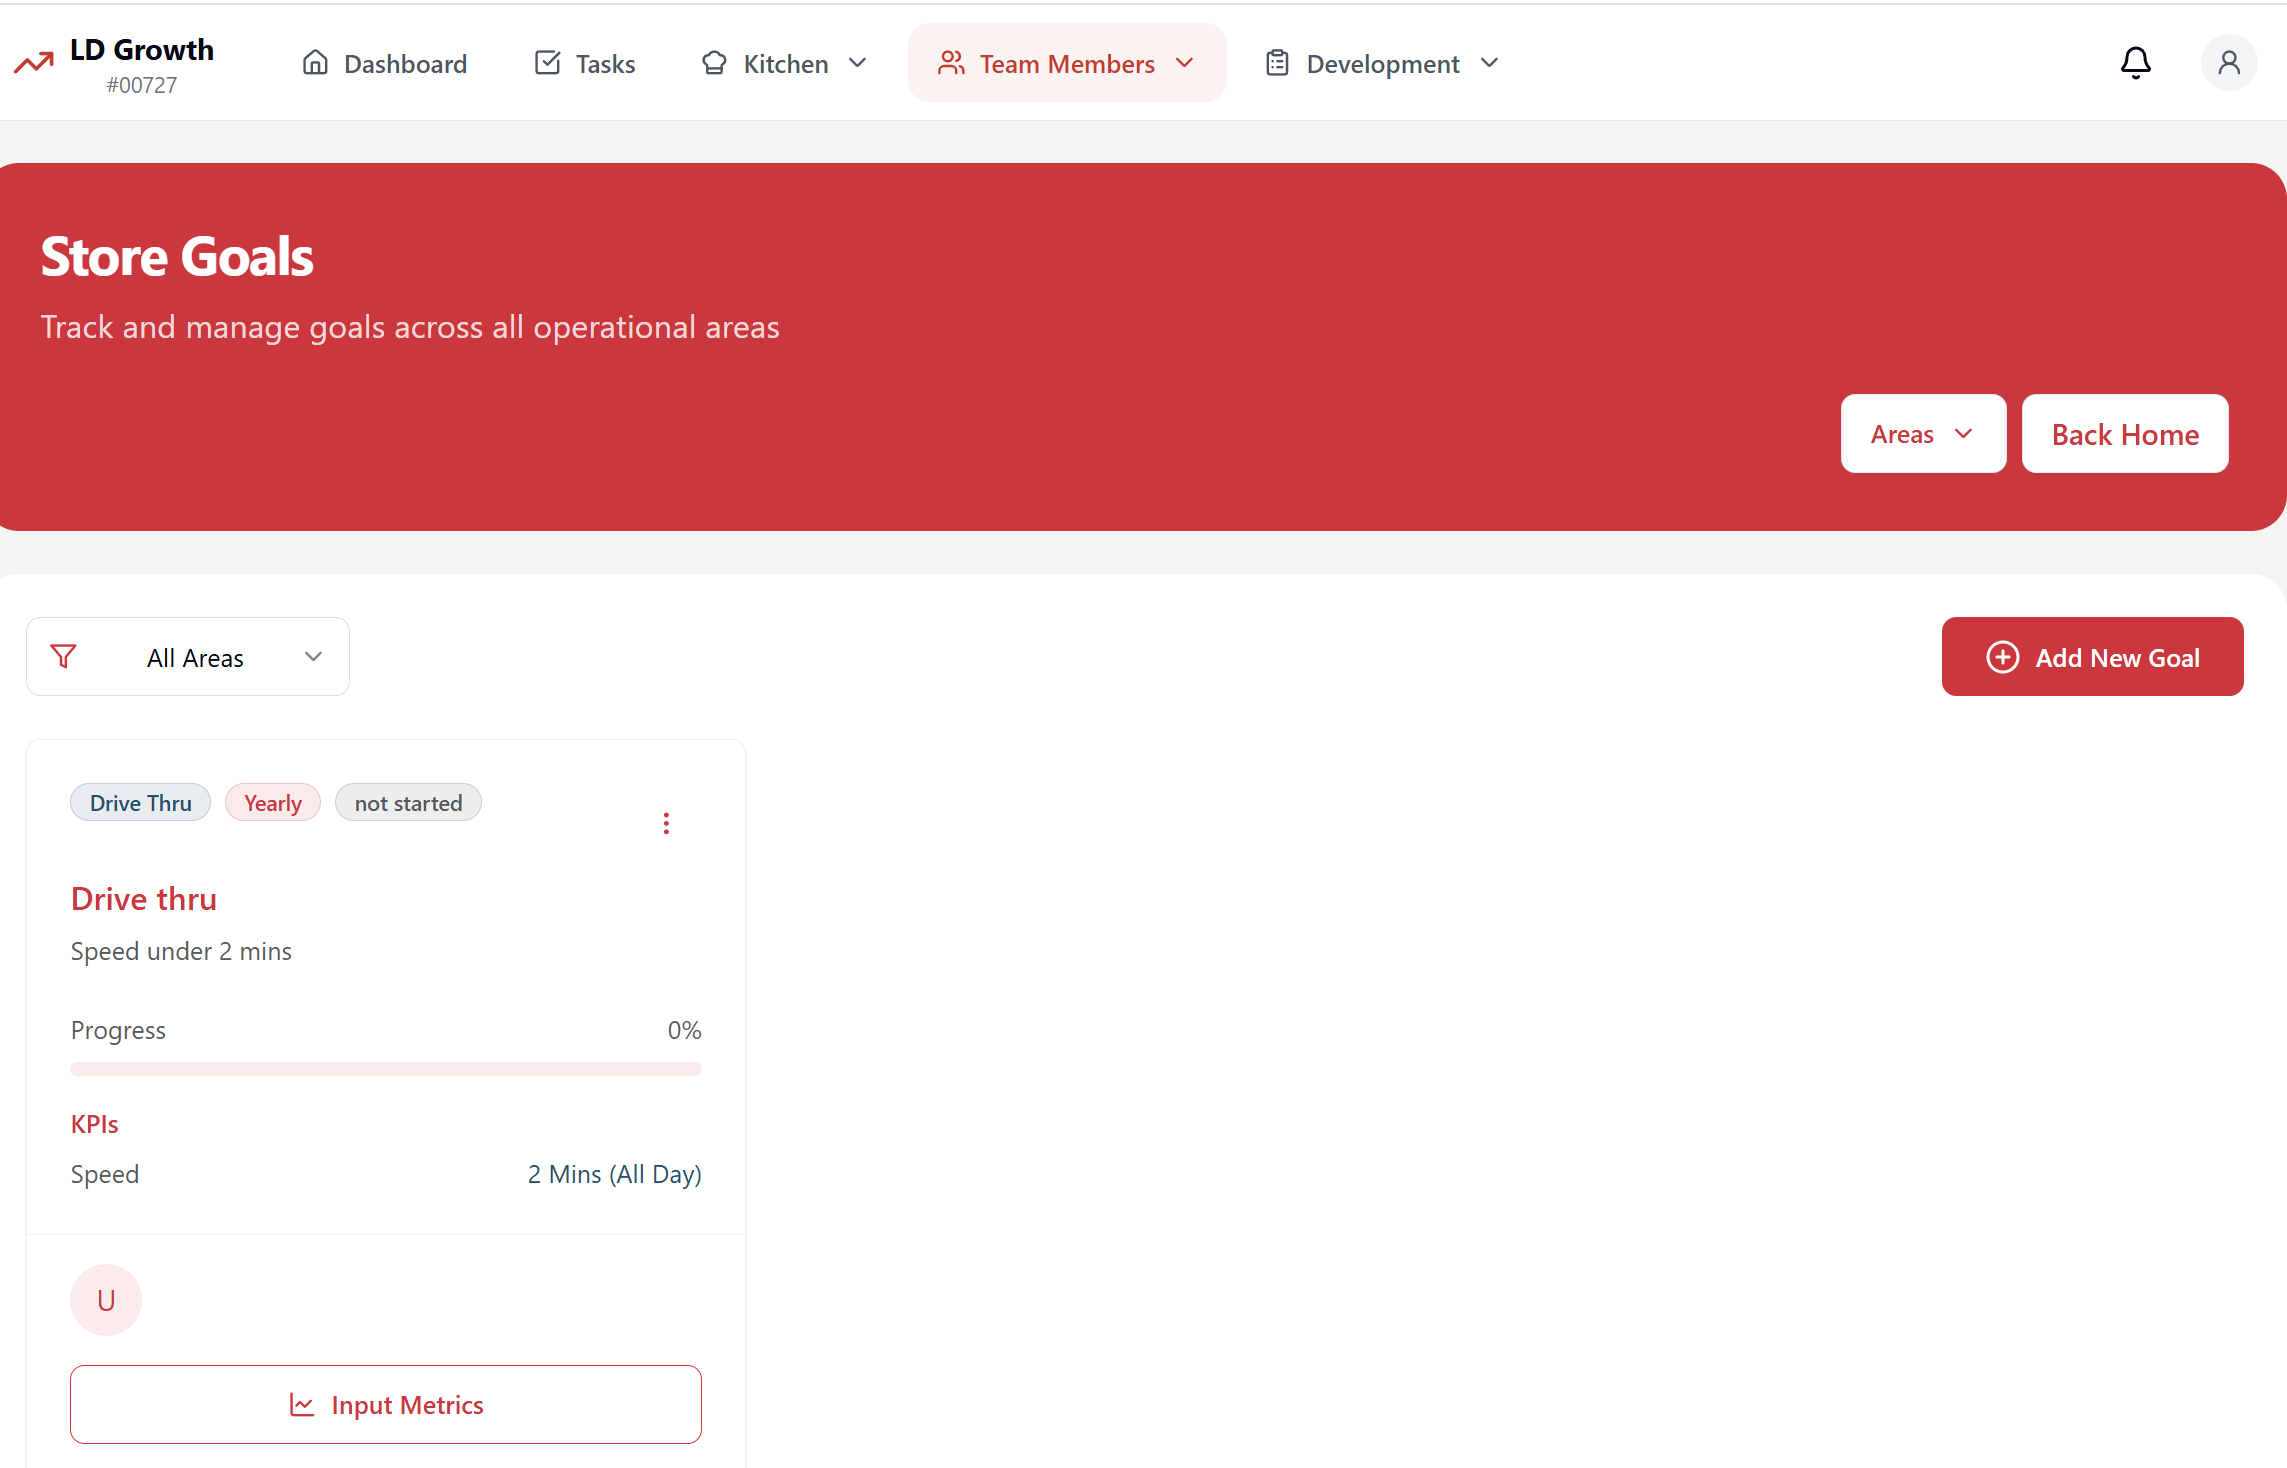 LD Growth
#00727
Dashboard
Tasks
Kitchen
Team Members
Development
Store Goals
Track and manage goals across all operational areas
Areas
Back Home
All Areas
Add New Goal
Drive Thru
Yearly
not started
Drive thru
Speed under 2 mins
Progress
0%
KPIs
Speed
2 Mins (All Day)
U
Input Metrics